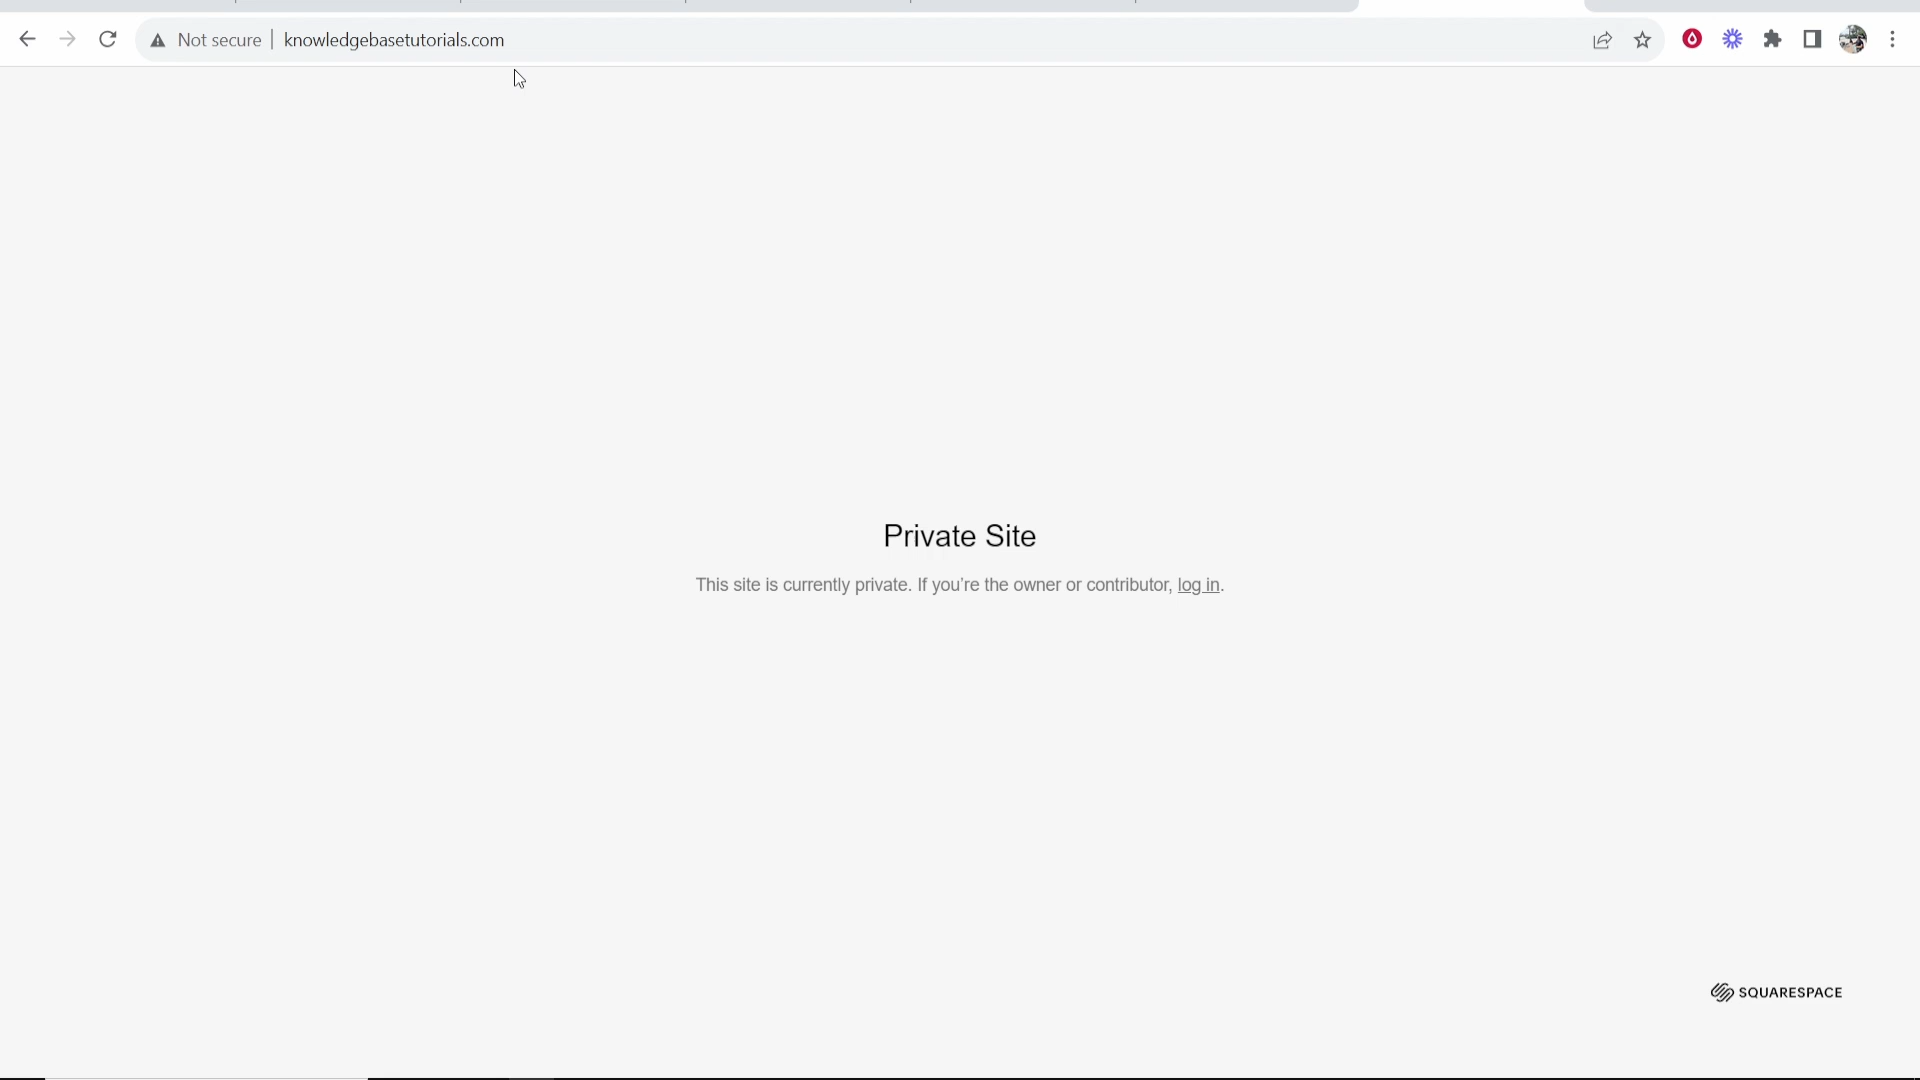 Not secure | knowledgebasetutorials.com
Private Site
This site is currently private. If you're the owner or contributor, log in.
SQUARESPACE